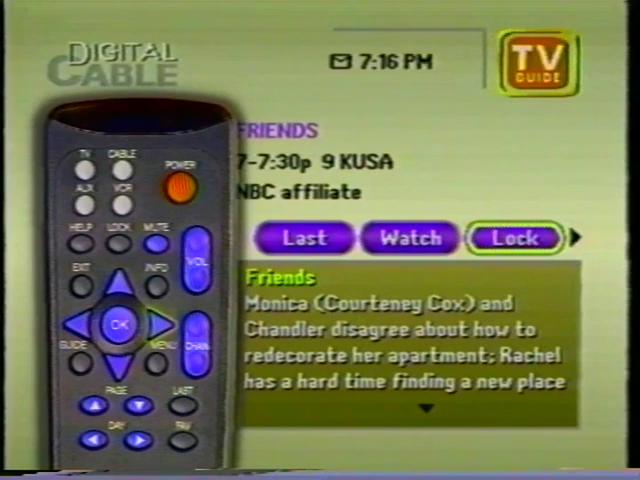 DIGITAL
CABLE
7:16 PM
TV
GUIDE
FRIENDS
7-7:30p 9 KUSA
NBC affiliate
Last
Watch
Lock
Friends
Monica (Courteney Cox) and
Chandler disagree about how to
redecorate her apartment; Rachel
has a hard time finding a new place
TV CABLE
POWER
AUX VCR
HELP LOCK MUTE
VOL
EXIT INFO
OK
GUIDE MENU CHAN
PAGE LAST
DAY FAV